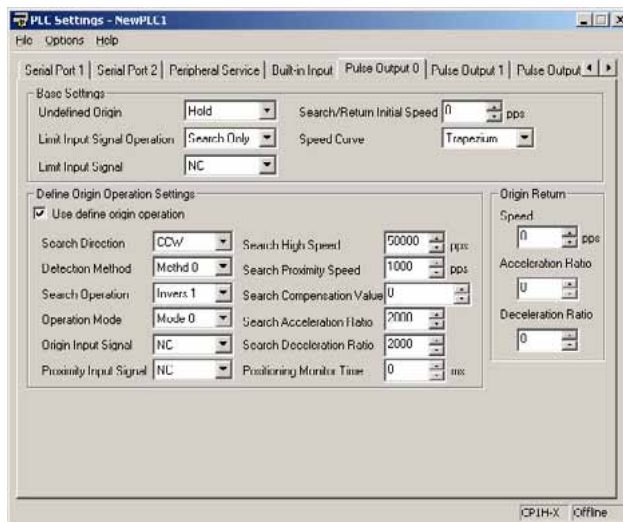 PLC Settings - NewPLC1
File Options Help
Serial Port 1 Serial Port 2 Peripheral Service Built-in Input Pulse Output 0 Pulse Output 1 Pulse Output
Base Settings
Undefined Origin Hold Search/Return Initial Speed 0 pps
Limit Input Signal Operation Search Only Speed Curve Trapezium
Limit Input Signal NC
Define Origin Operation Settings
Use define origin operation
Search Direction CCW Search High Speed 50000 pps
Detection Method Methd 0 Search Proximity Speed 1000 pps
Search Operation Invers 1 Search Compensation Value 0
Operation Mode Mode 0 Search Acceleration Ratio 2000
Origin Input Signal NC Search Deceleration Ratio 2000
Proximity Input Signal NC Positioning Monitor Time 0 ms
Origin Return
Speed
0 pps
Acceleration Ratio
0
Deceleration Ratio
0
CP1H-X Offline